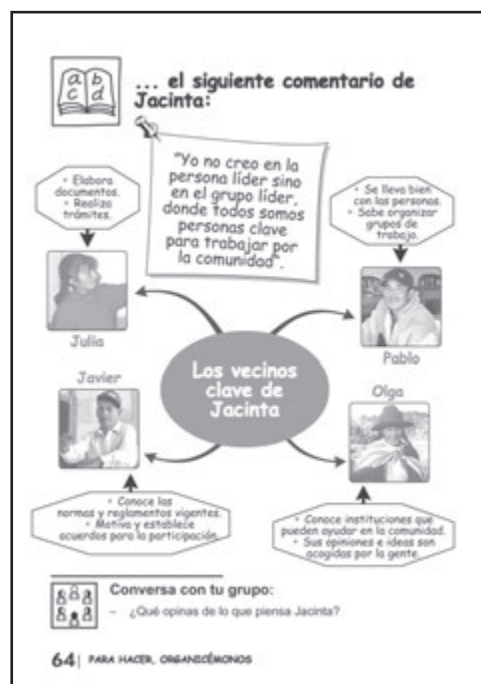 a b
c d
... el siguiente comentario de
Jacinta:
"Yo no creo en la
persona líder sino
en el grupo líder,
donde todos somos
personas clave
para trabajar por
la comunidad".
• Elabora
documentos.
• Realiza
trámites.
Julia
• Se lleva bien
con las personas.
• Sabe organizar
grupos de
trabajo.
Pablo
Los vecinos
clave de
Jacinta
Javier
• Conoce las
normas y reglamentos vigentes.
• Motiva y establece
acuerdos para la participación.
Olga
• Conoce instituciones que
pueden ayudar en la comunidad.
• Sus opiniones e ideas son
acogidas por la gente.
Conversa con tu grupo:
– ¿Qué opinas de lo que piensa Jacinta?
64| PARA HACER, ORGANICÉMONOS